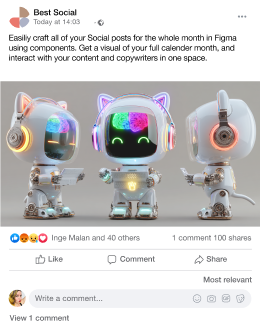 Best Social
Today at 14:03
Easiliy craft all of your Social posts for the whole month in Figma
using components. Get a visual of your full calender month, and
interact with your content and copywriters in one space.
Inge Malan and 40 others 1 comment 100 shares
Like Comment Share
Most relevant
Write a comment...
View 1 comment